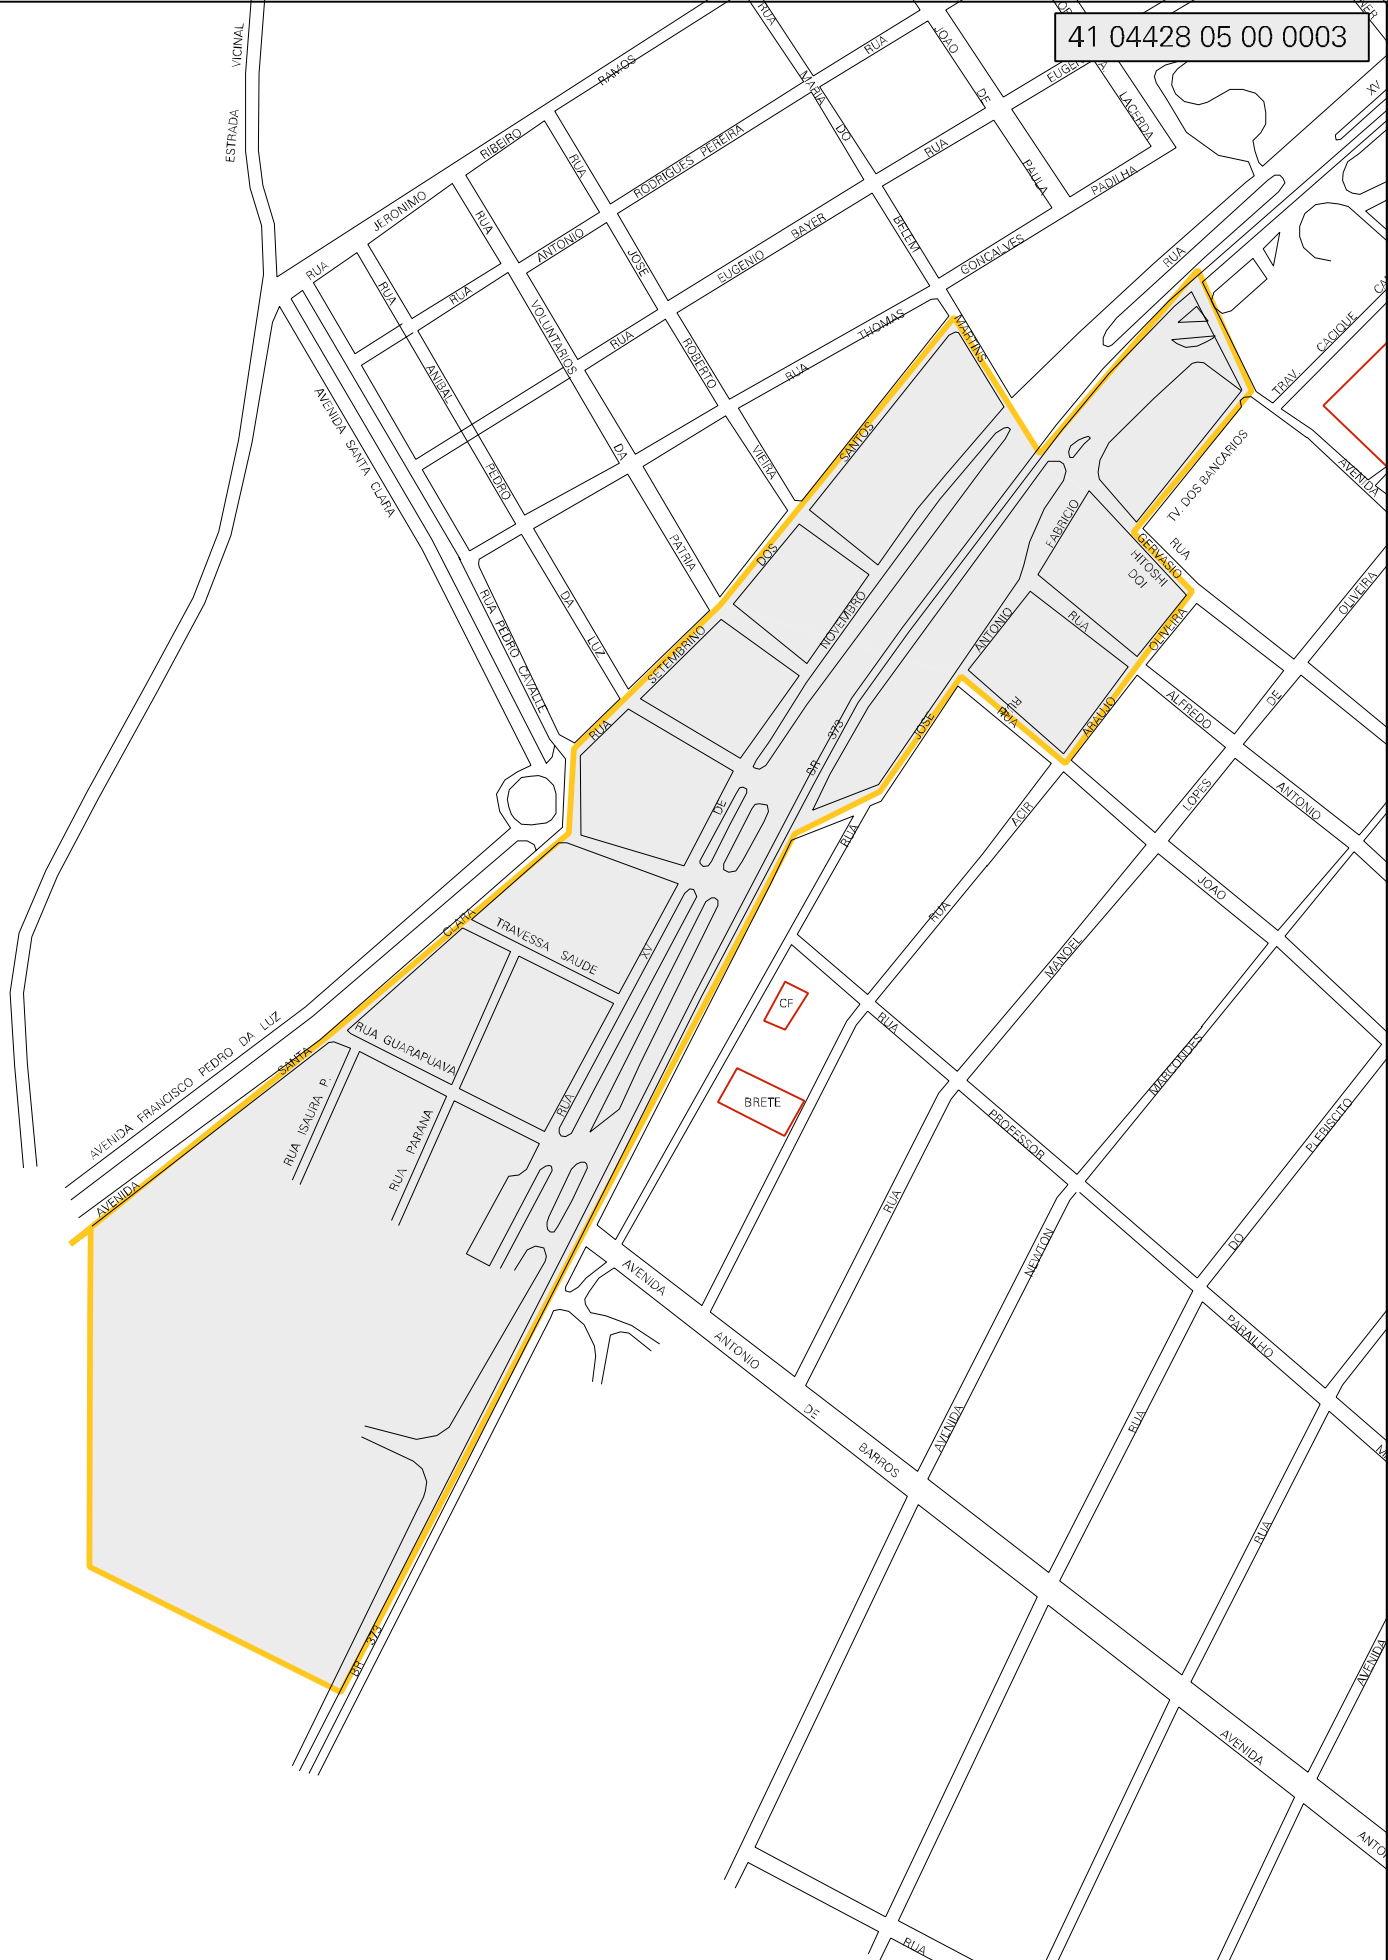 41 04428 05 00 0003
ESTRADA VICINAL
RUA JERONIMO RIBEIRO RAMOS
RUA ANTONIO RODRIGUES PEREIRA RUA
RUA EUGENIO BAYER RUA EUGEN
RUA THOMAS GONCALVES PADILHA
RUA MARIA DO BELEM MARTINS
JOAO DE PAULA
LACERDA
RUA JOSE ROBERTO VIEIRA
RUA VOLUNTARIOS DA PATRIA
RUA ANIBAL PEDRO DA LUZ
AVENIDA SANTA CLARA
RUA PEDRO CAVALLE
RUA SETEMBRINO DOS SANTOS
RUA XV DE NOVEMBRO
RUA
XV
BR 373
TRAV. CACIQUE
AVENIDA
TV. DOS BANCARIOS
RUA
GERVASIO
HITOSHI
DOI
RUA
RUA
RUA
JOSE ANTONIO FABRICIO
ARAUJO OLIVEIRA
ALFREDO
ANTONIO
JOAO
RUA ACIR
RUA MANOEL LOPES DE OLIVEIRA
RUA
CF
BRETE
RUA PROFESSOR PARAILHO
RUA NEWTON
MARCONDES
RUA DO PLEBISCITO
AVENIDA
RUA
AVENIDA
TRAVESSA SAUDE
RUA GUARAPUAVA
RUA ISAURA P.
RUA PARANA
AVENIDA FRANCISCO PEDRO DA LUZ
AVENIDA SANTA CLARA
BR 373
AVENIDA ANTONIO DE BARROS
AVENIDA ANTO
RUA